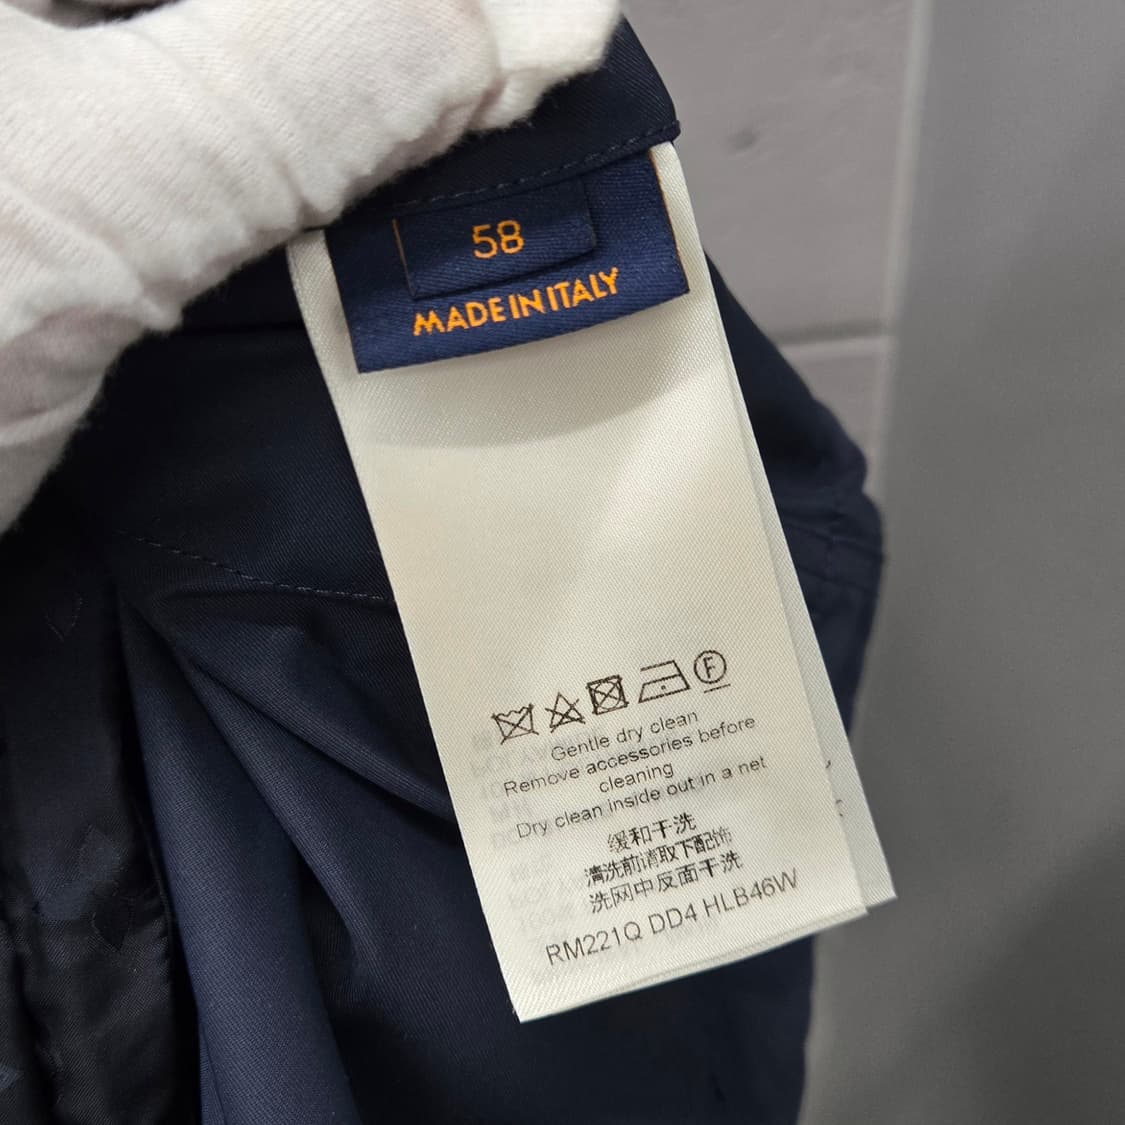 58
MADE IN ITALY
F
Gentle dry clean
Remove accessories before
cleaning
Dry clean inside out in a net
缓和干洗
清洗前请取下配饰
洗网中反面干洗
RM221Q DD4 HLB46W